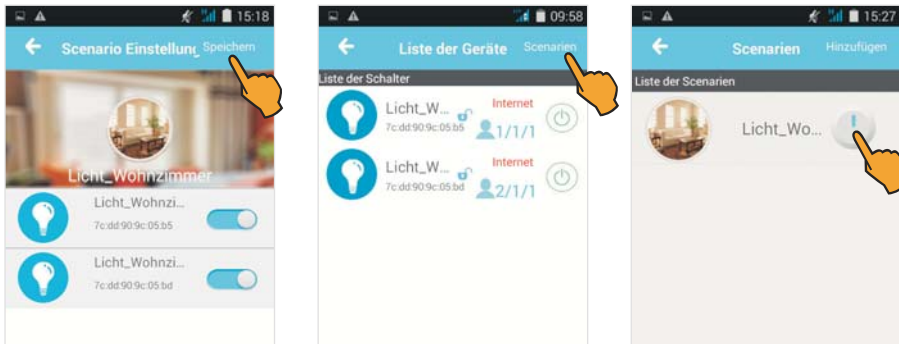 15:18
Scenario Einstellung Speichern
Licht_Wohnzimmer
Licht_Wohnzi...
7c:dd:90:9c:05:b5
Licht_Wohnzi...
7c:dd:90:9c:05:bd
09:58
Liste der Geräte Scenarien
Liste der Schalter
Licht_W... Internet
7c:dd:90:9c:05:b5 1/1/1
Licht_W... Internet
7c:dd:90:9c:05:bd 2/1/1
15:27
Scenarien Hinzufügen
Liste der Scenarien
Licht_Wo...